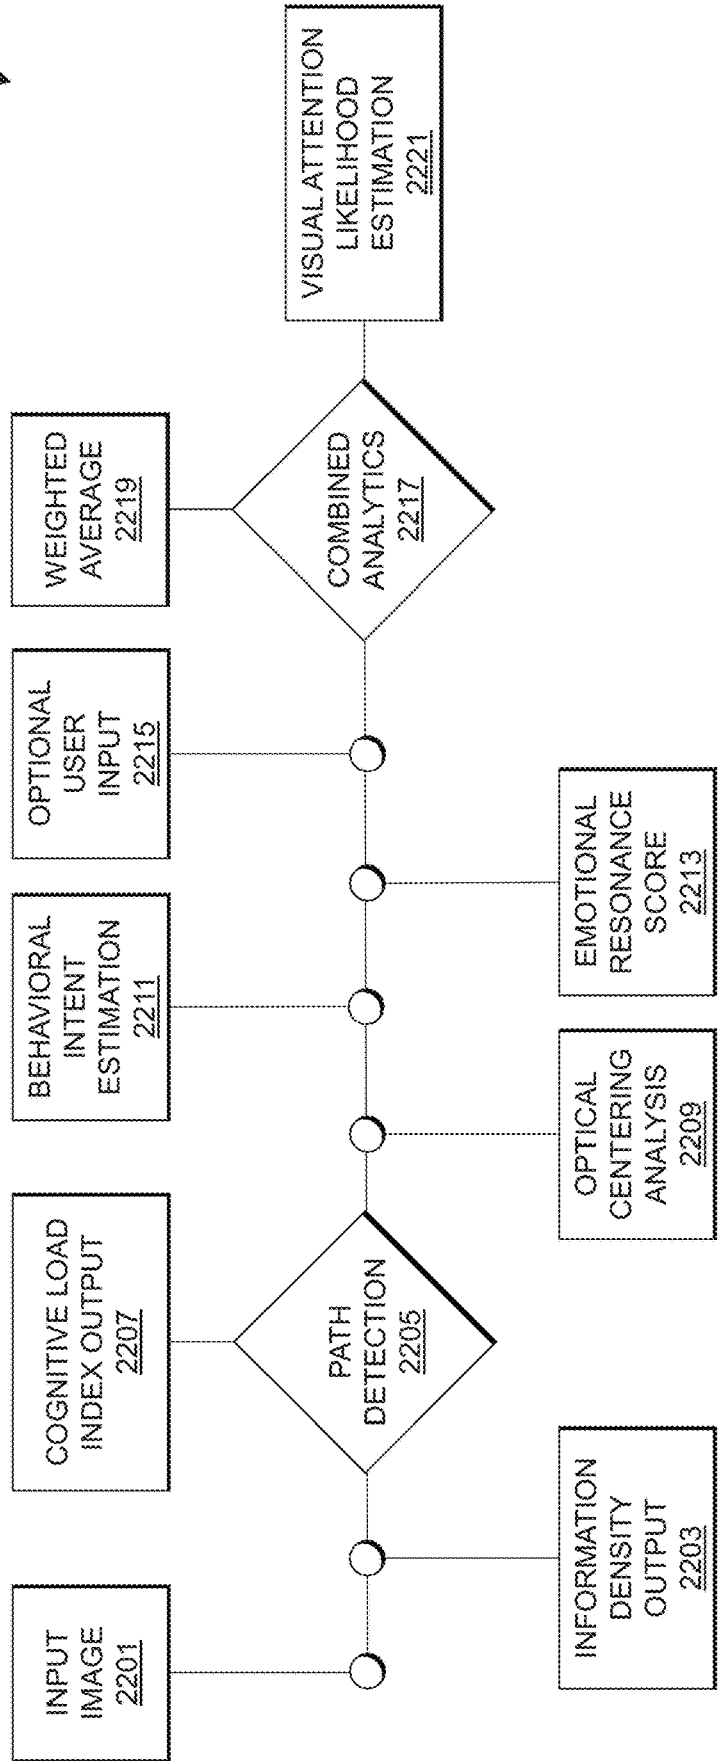 INPUT
IMAGE
2201
INFORMATION
DENSITY
OUTPUT
2203
PATH
DETECTION
2205
COGNITIVE LOAD
INDEX OUTPUT
2207
OPTICAL
CENTERING
ANALYSIS
2209
BEHAVIORAL
INTENT
ESTIMATION
2211
EMOTIONAL
RESONANCE
SCORE
2213
OPTIONAL
USER
INPUT
2215
COMBINED
ANALYTICS
2217
WEIGHTED
AVERAGE
2219
VISUAL ATTENTION
LIKELIHOOD
ESTIMATION
2221